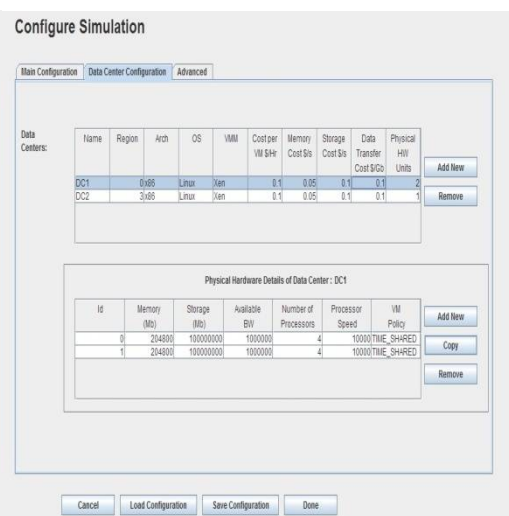 Configure Simulation
Main Configuration Data Center Configuration Advanced
Data Centers:
Name Region Arch OS VMM Cost per VM $/Hr Memory Cost $/s Storage Cost $/s Data Transfer Cost $/Gb Physical HW Units
DC1 0 x86 Linux Xen 0.1 0.05 0.1 0.1 2
DC2 3 x86 Linux Xen 0.1 0.05 0.1 0.1 1
Add New
Remove
Physical Hardware Details of Data Center : DC1
Id Memory (Mb) Storage (Mb) Available BW Number of Processors Processor Speed VM Policy
0 204800 100000000 1000000 4 10000 TIME_SHARED
1 204800 100000000 1000000 4 10000 TIME_SHARED
Add New
Copy
Remove
Cancel Load Configuration Save Configuration Done